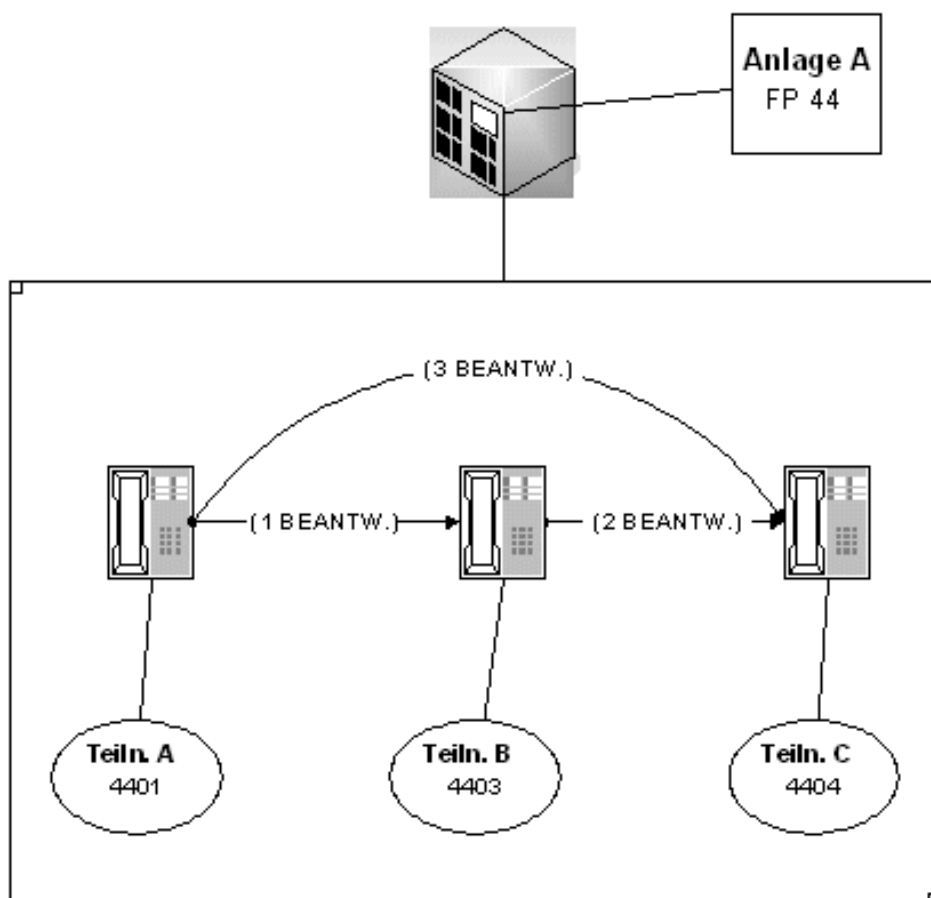 Anlage A
FP 44
(3 BEANTW.)
(1 BEANTW.)
(2 BEANTW.)
Teiln. A
4401
Teiln. B
4403
Teiln. C
4404